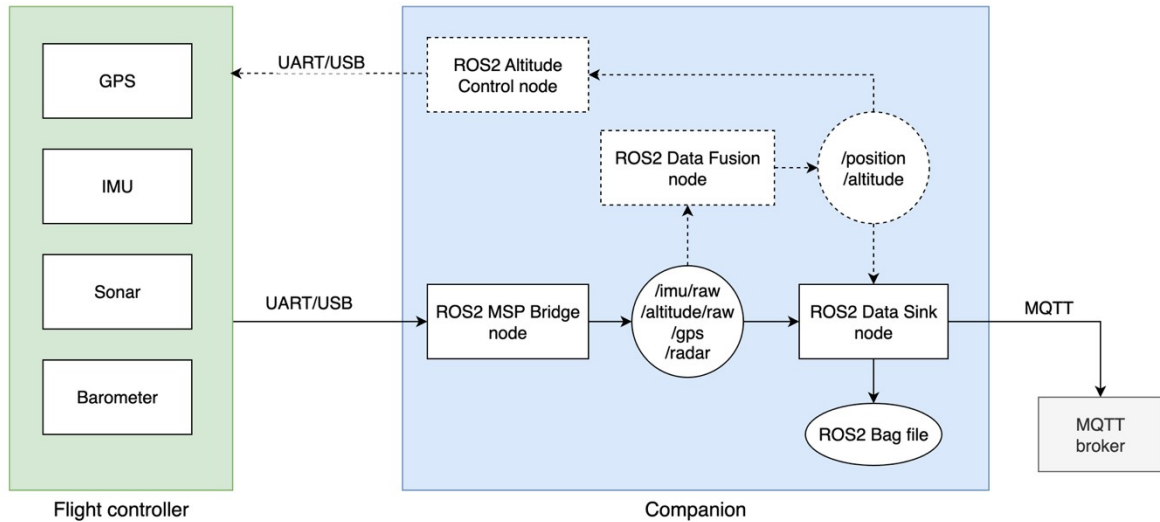 GPS
IMU
Sonar
Barometer
Flight controller
UART/USB
UART/USB
ROS2 Altitude
Control node
ROS2 Data Fusion
node
/position
/altitude
ROS2 MSP Bridge
node
/imu/raw
/altitude/raw
/gps
/radar
ROS2 Data Sink
node
ROS2 Bag file
Companion
MQTT
MQTT
broker